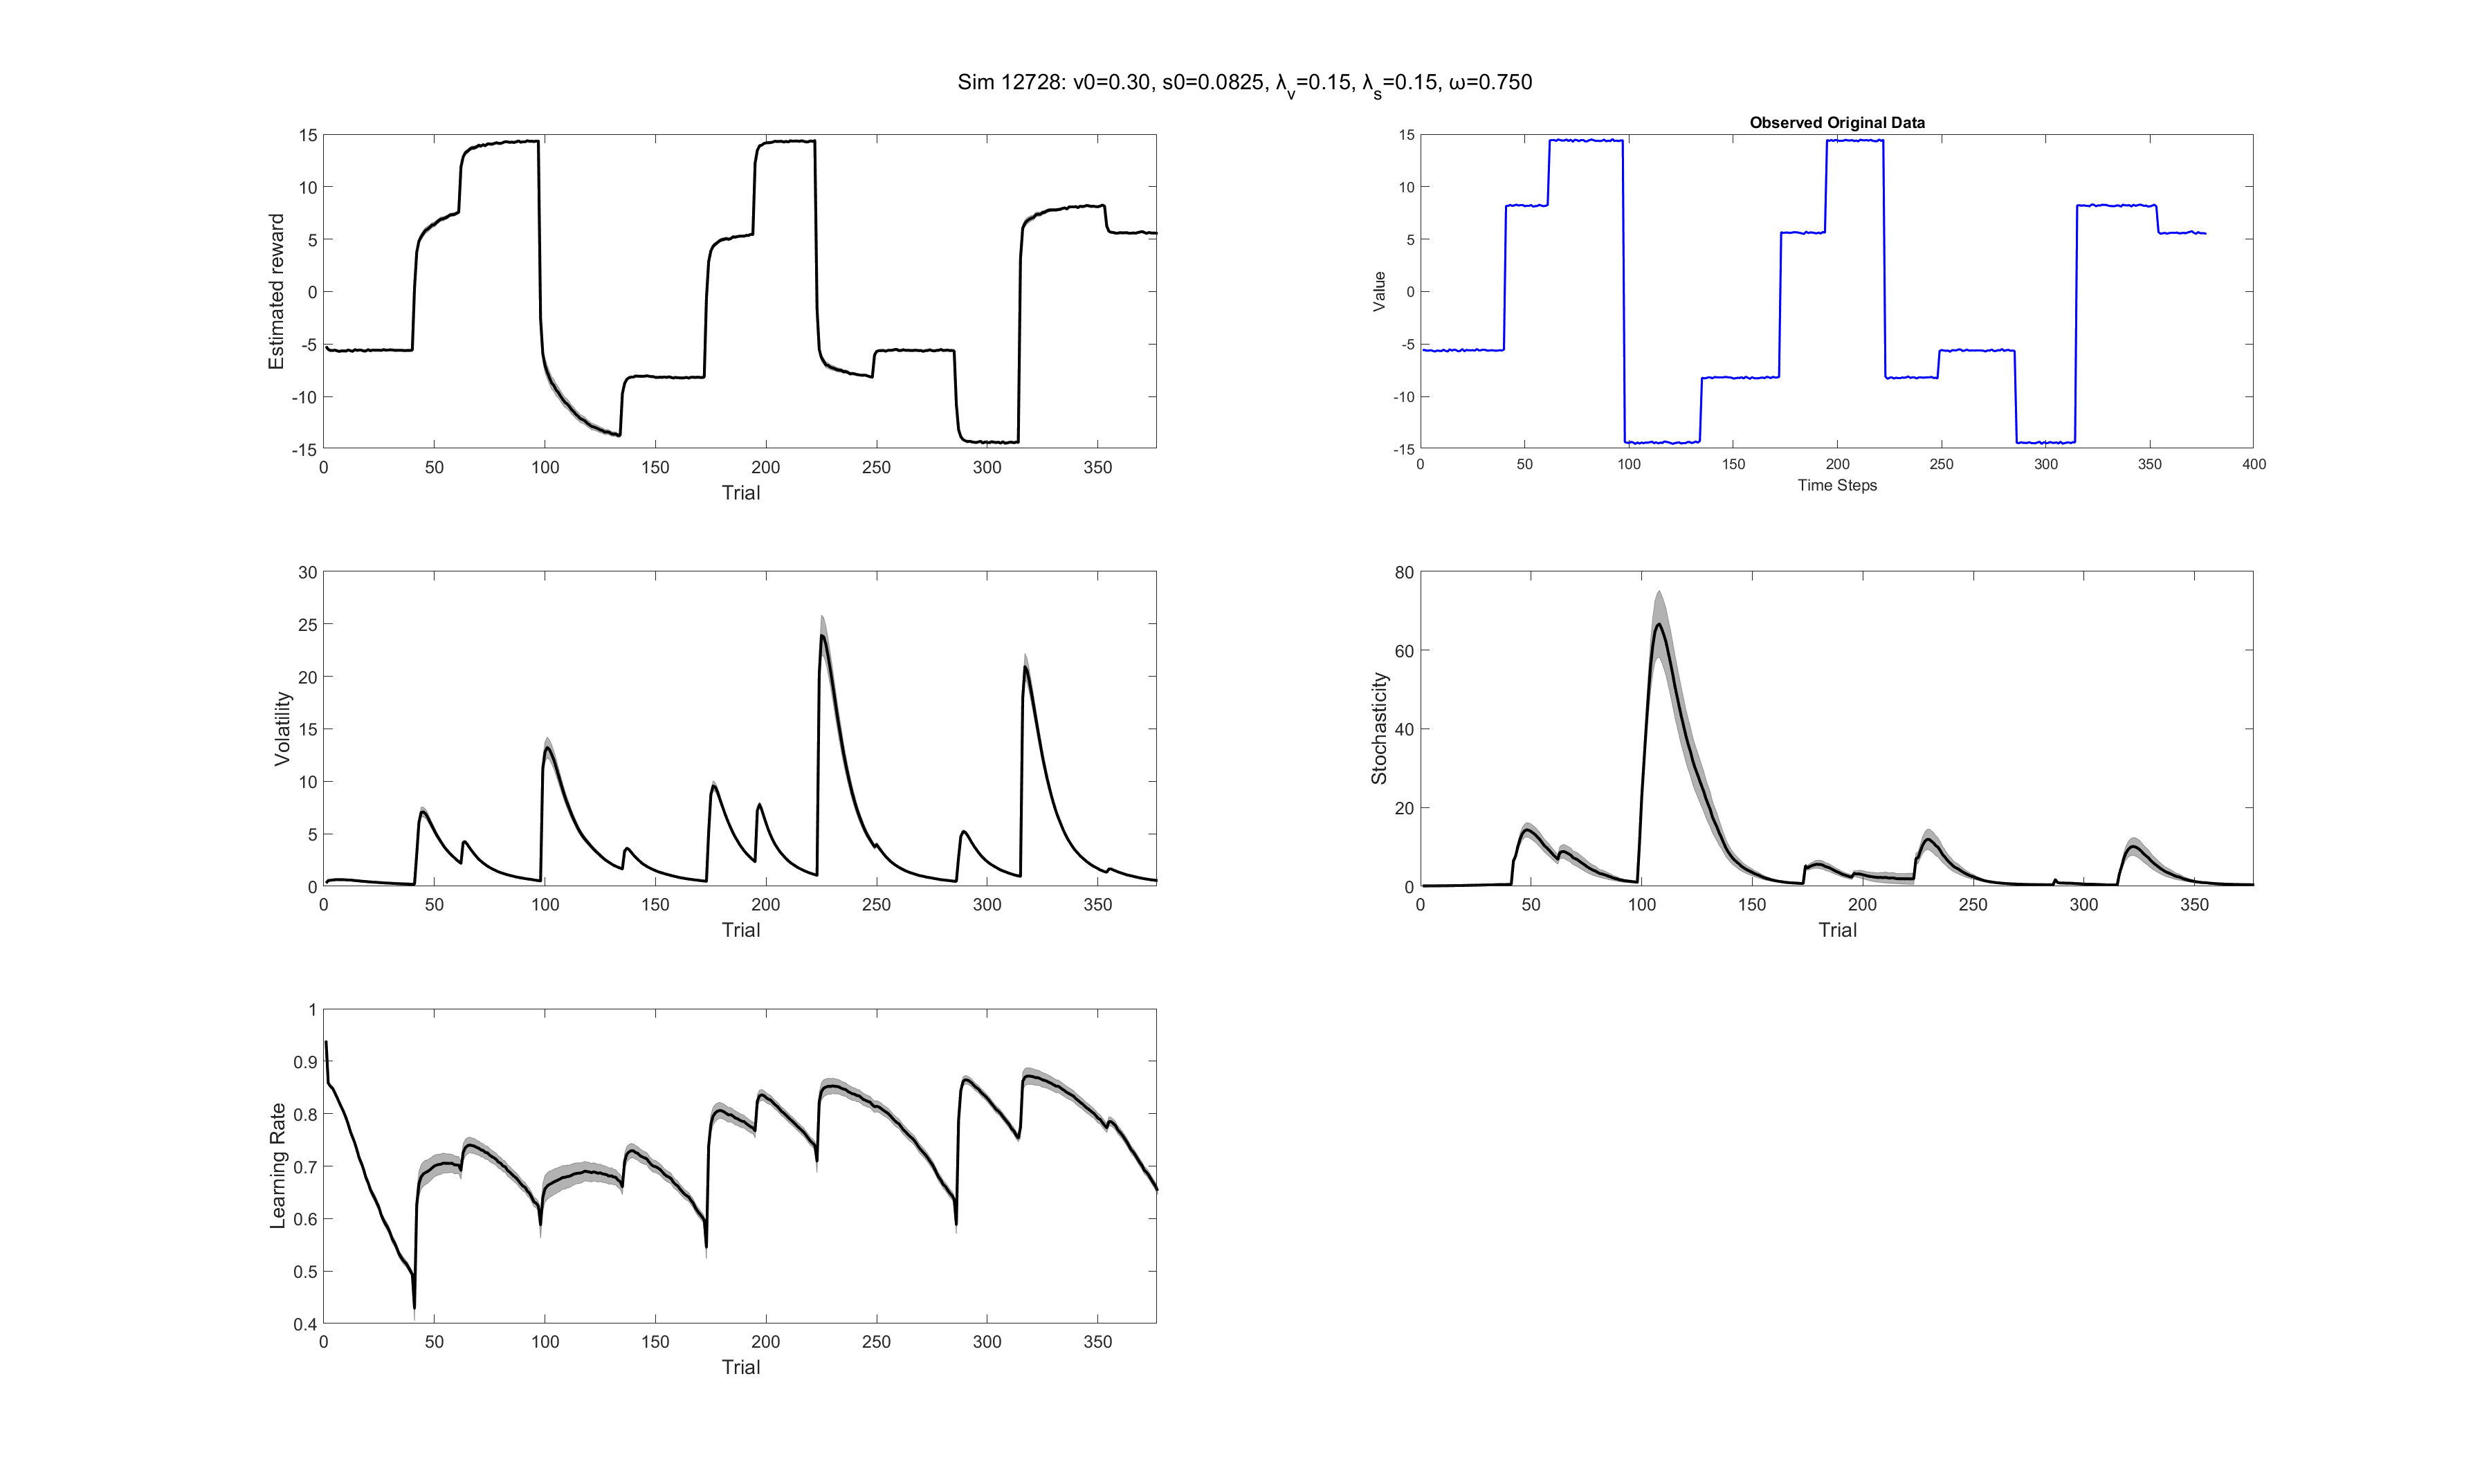 Sim 12728: v0=0.30, s0=0.0825, λv=0.15, λs=0.15, ω=0.750
15
10
5
0
-5
-10
-15
0 50 100 150 200 250 300 350
Estimated reward
Trial
Observed Original Data
15
10
5
0
-5
-10
-15
0 50 100 150 200 250 300 350 400
Value
Time Steps
30
25
20
15
10
5
0
0 50 100 150 200 250 300 350
Volatility
Trial
80
60
40
20
0
0 50 100 150 200 250 300 350
Stochasticity
Trial
1
0.9
0.8
0.7
0.6
0.5
0.4
0 50 100 150 200 250 300 350
Learning Rate
Trial